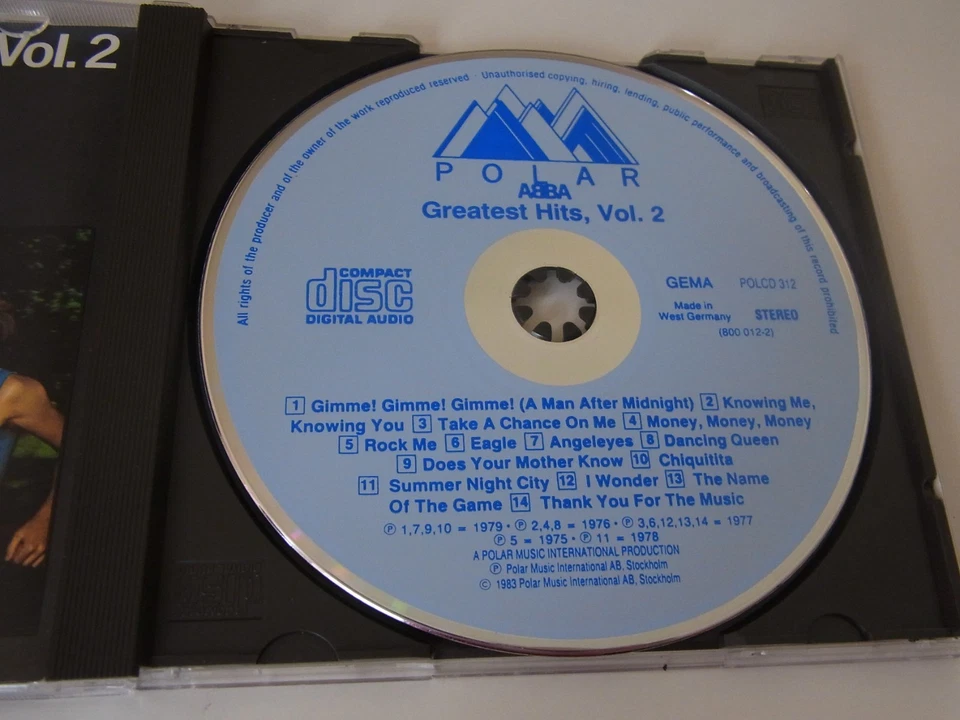 Vol. 2
All rights of the producer and of the owner of the work reproduced reserved · Unauthorised copying, hiring, lending, public performance and broadcasting of this record prohibited
POLAR
ABBA
Greatest Hits, Vol. 2
COMPACT
disc
DIGITAL AUDIO
GEMA POLCD 312
Made in
West Germany STEREO
(800 012-2)
1 Gimme! Gimme! Gimme! (A Man After Midnight) 2 Knowing Me,
Knowing You 3 Take A Chance On Me 4 Money, Money, Money
5 Rock Me 6 Eagle 7 Angeleyes 8 Dancing Queen
9 Does Your Mother Know 10 Chiquitita
11 Summer Night City 12 I Wonder 13 The Name
Of The Game 14 Thank You For The Music
℗ 1,7,9,10 = 1979 · ℗ 2,4,8 = 1976 · ℗ 3,6,12,13,14 = 1977
℗ 5 = 1975 · ℗ 11 = 1978
A POLAR MUSIC INTERNATIONAL PRODUCTION
℗ Polar Music International AB, Stockholm
© 1983 Polar Music International AB, Stockholm